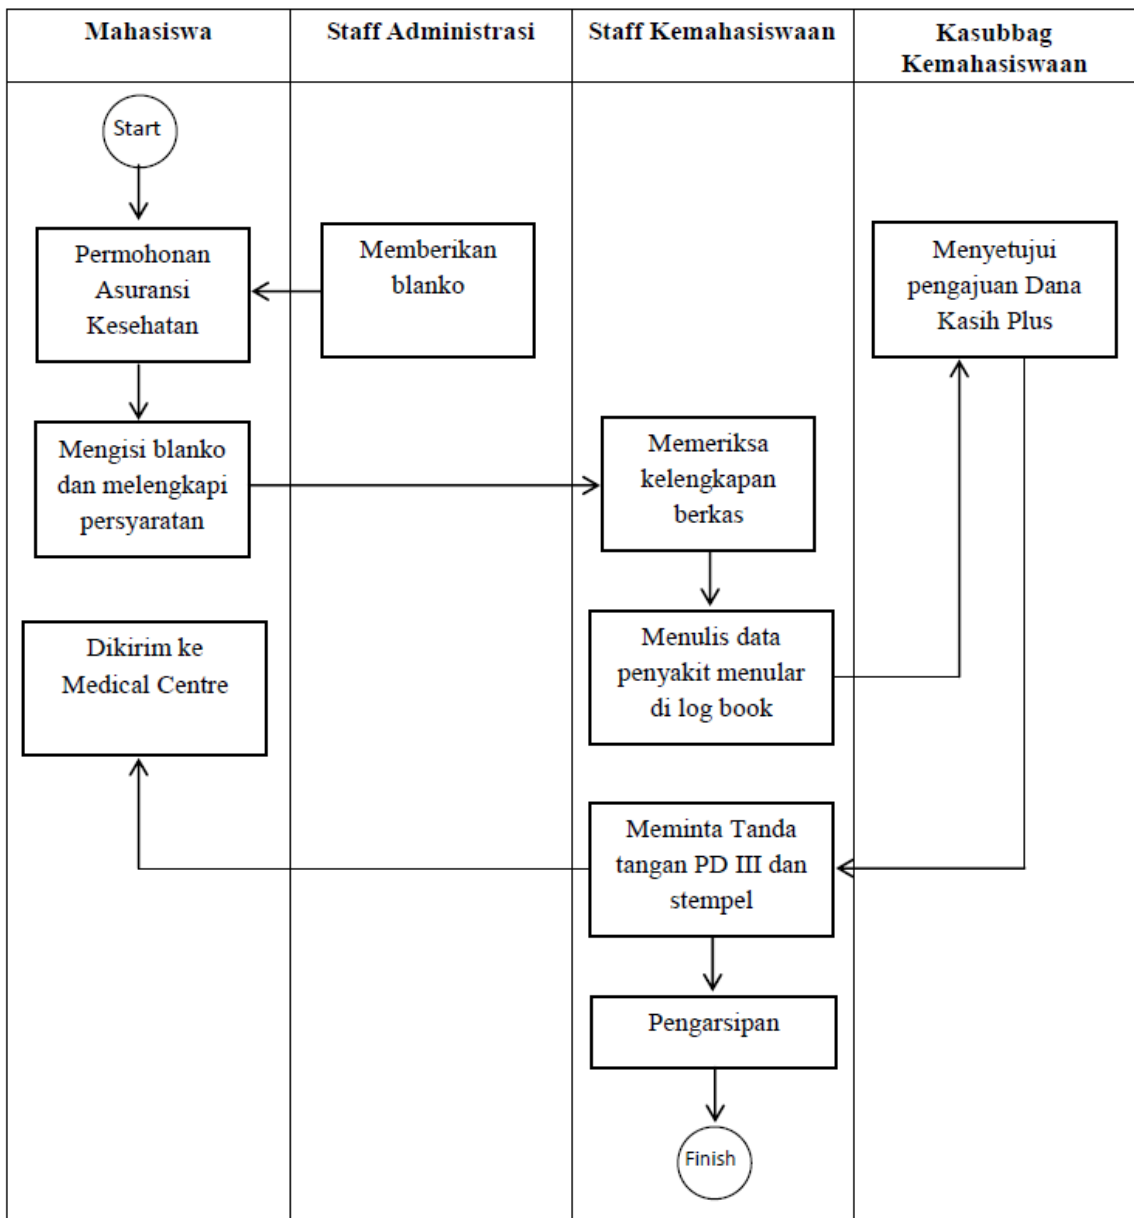 Mahasiswa
Staff Administrasi
Staff Kemahasiswaan
Kasubbag
Kemahasiswaan
Start
Permohonan
Asuransi
Kesehatan
Memberikan
blanko
Menyetujui
pengajuan Dana
Kasih Plus
Mengisi blanko
dan melengkapi
persyaratan
Memeriksa
kelengkapan
berkas
Dikirim ke
Medical Centre
Menulis data
penyakit menular
di log book
Meminta Tanda
tangan PD III dan
stempel
Pengarsipan
Finish